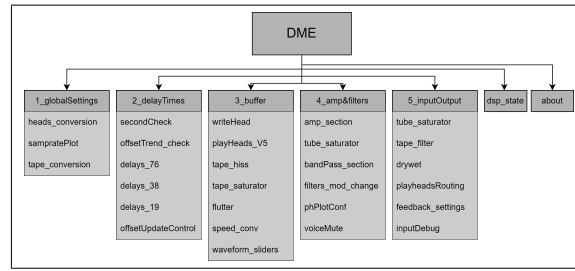 DME
1_globalSettings
heads_conversion
sampratePlot
tape_conversion
2_delayTimes
secondCheck
offsetTrend_check
delays_76
delays_38
delays_19
offsetUpdateControl
3_buffer
writeHead
playHeads_V5
tape_hiss
tape_saturator
flutter
speed_conv
waveform_sliders
4_amp&filters
amp_section
tube_saturator
bandPass_section
filters_mod_change
phPlotConf
voiceMute
5_inputOutput
tube_saturator
tape_filter
drywet
playheadsRouting
feedback_settings
inputDebug
dsp_state
about